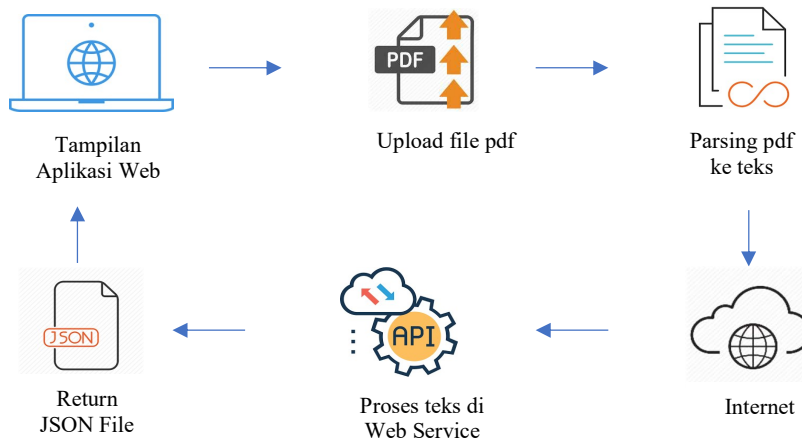 PDF
Tampilan
Aplikasi Web
Upload file pdf
Parsing pdf
ke teks
JSON
API
Return
JSON File
Proses teks di
Web Service
Internet